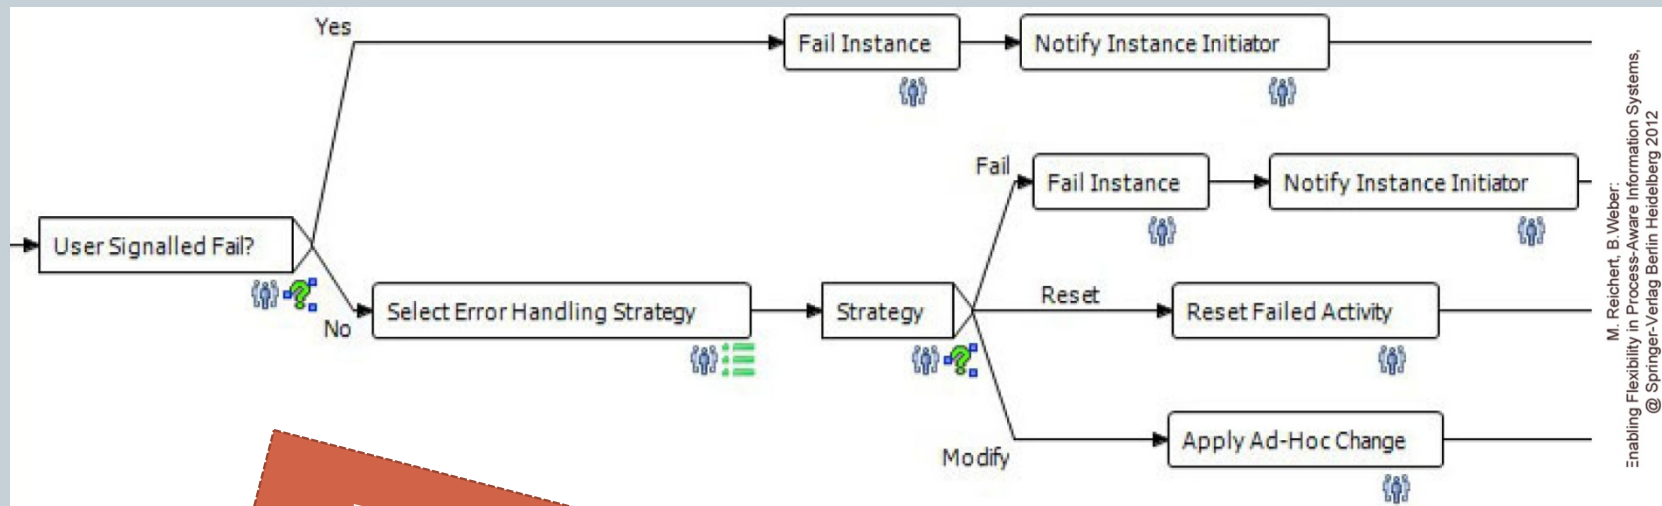 Yes
Fail Instance
Notify Instance Initiator
Fail
Fail Instance
Notify Instance Initiator
User Signalled Fail?
No
Select Error Handling Strategy
Strategy
Reset
Reset Failed Activity
Modify
Apply Ad-Hoc Change
M. Reichert, B.Weber:
Enabling Flexibility in Process-Aware Information Systems,
@ Springer-Verlag Berlin Heidelberg 2012